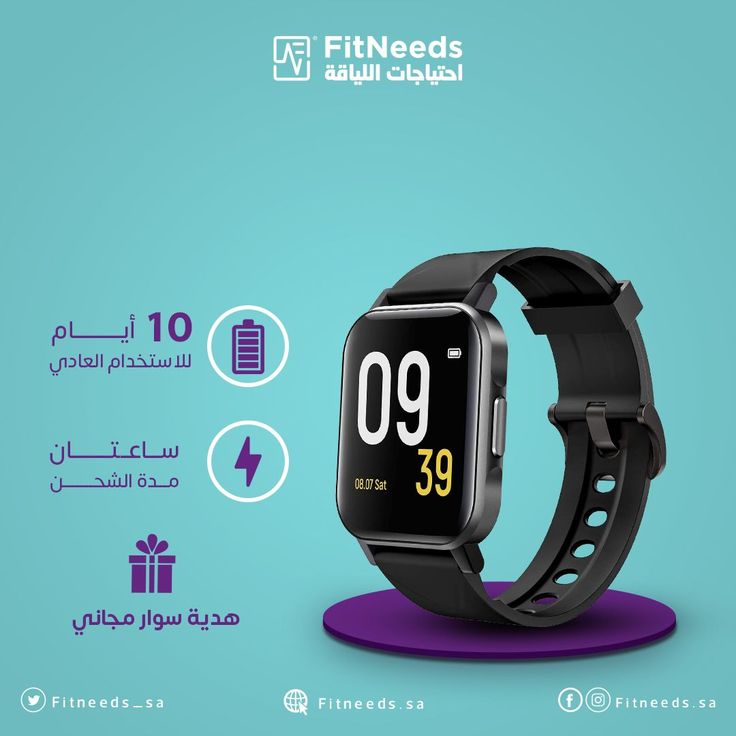 FitNeeds
احتياجات اللياقة
10 أيام
للاستخدام العادي
ساعتان
مدة الشحن
هدية سوار مجاني
09
39
08.07 Sat
Fitneeds_sa
Fitneeds.sa
Fitneeds.sa